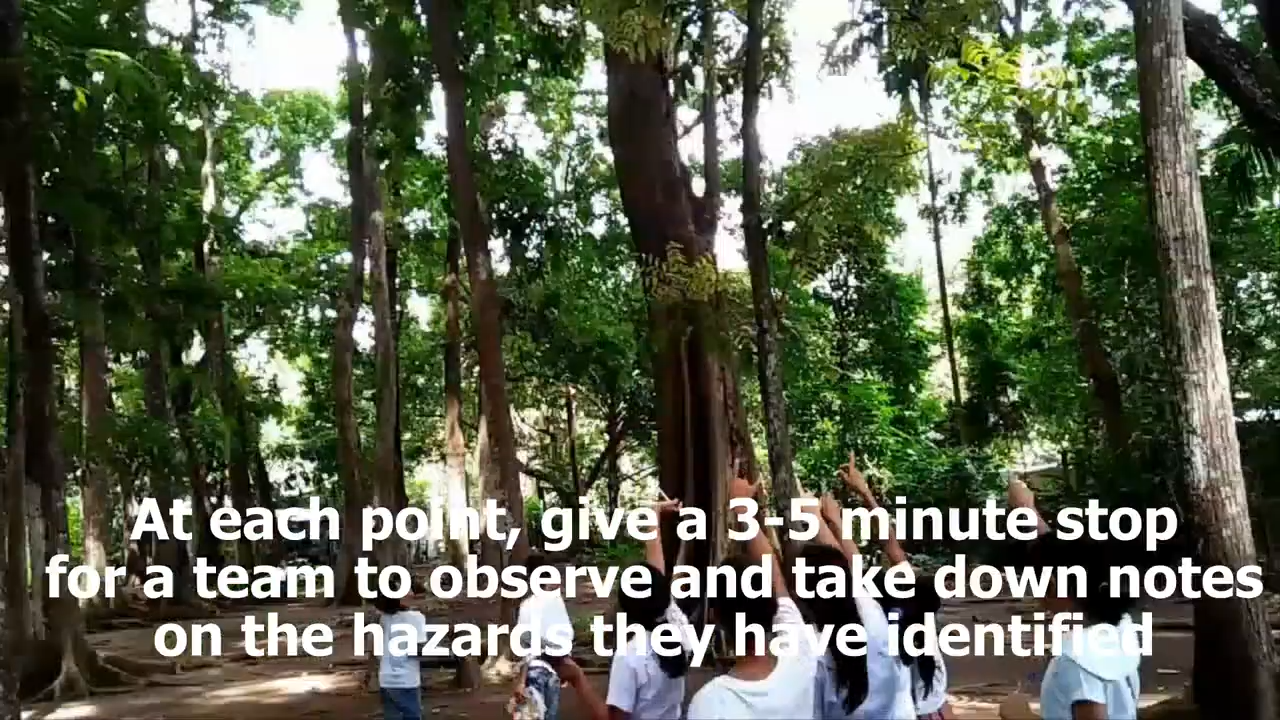 At each point, give a 3-5 minute stop
for a team to observe and take down notes
on the hazards they have identified